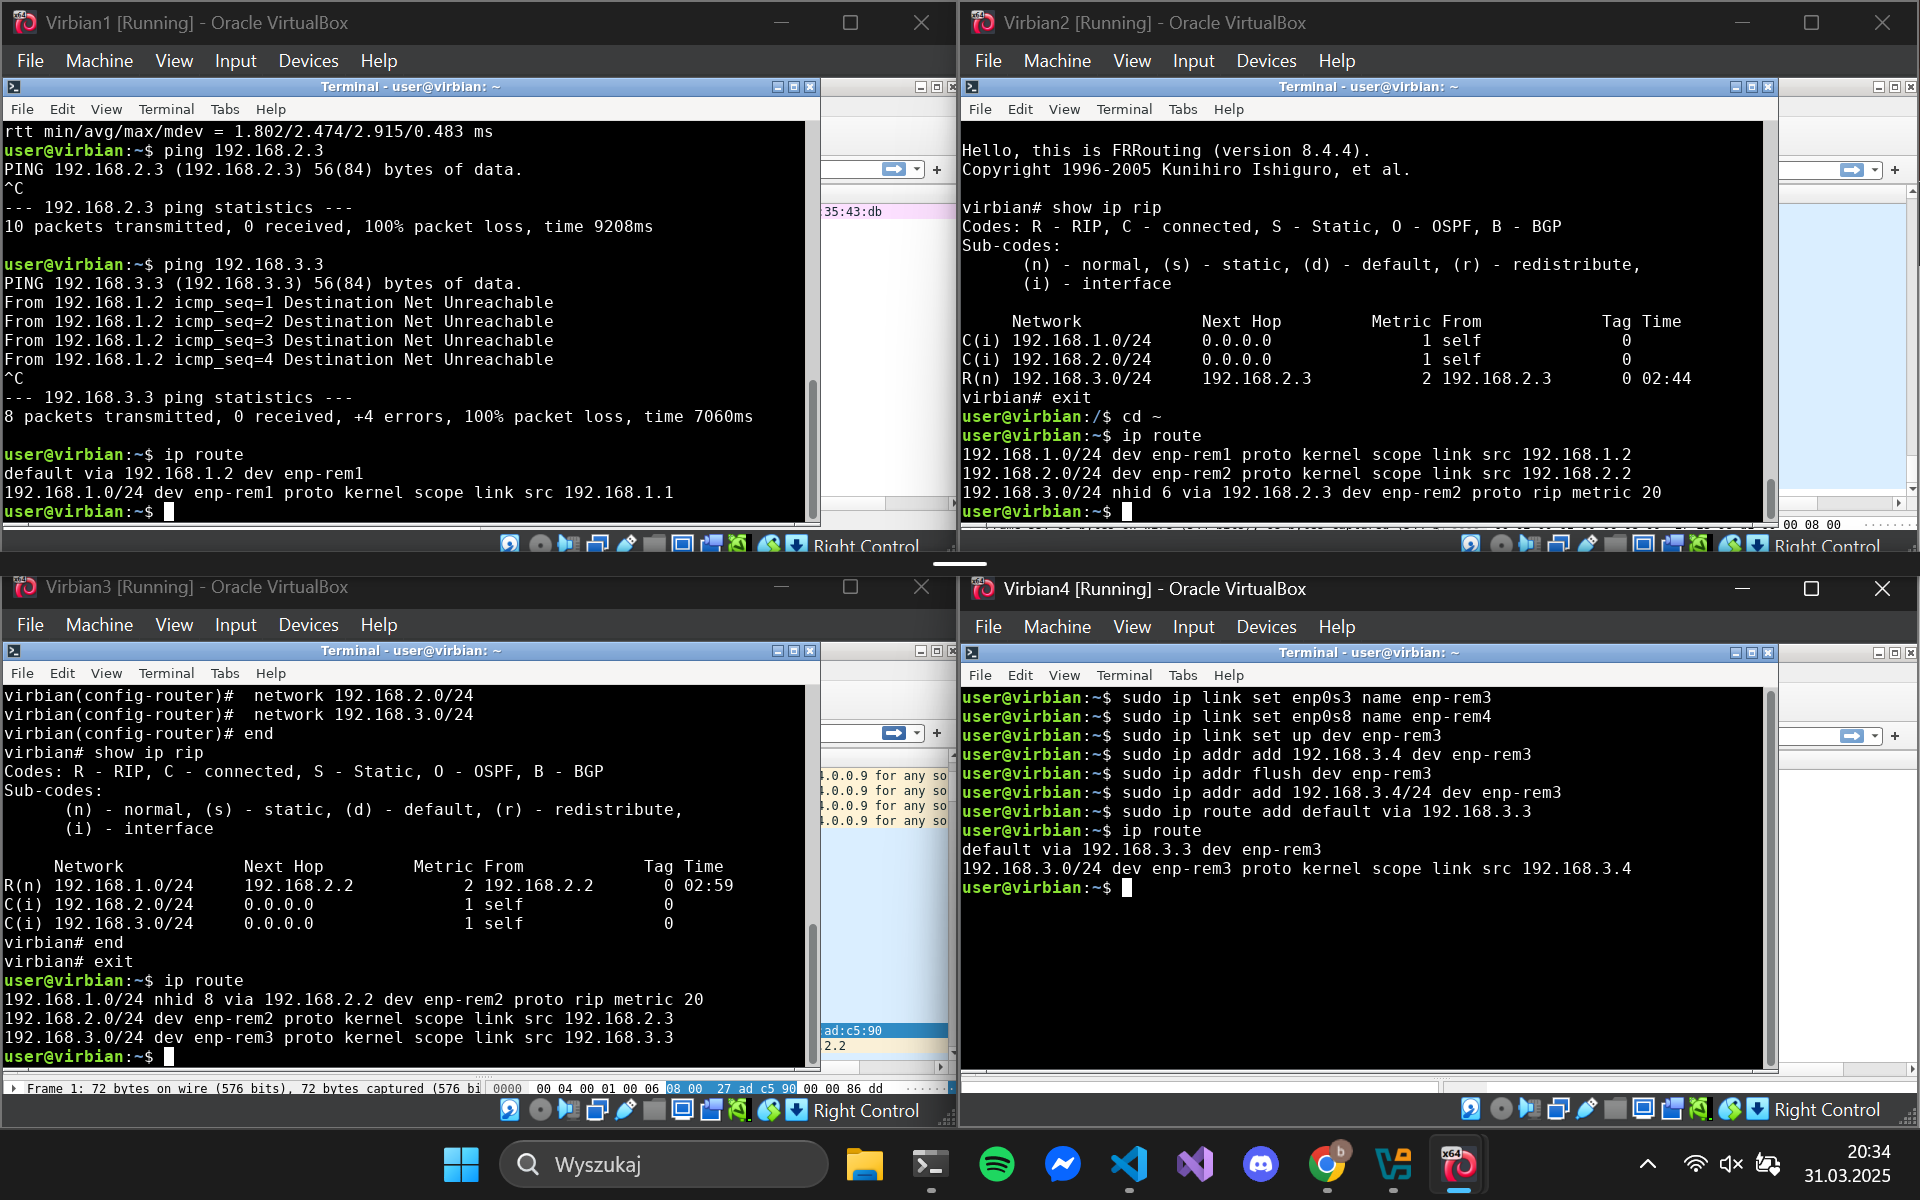 Virbian1 [Running] - Oracle VirtualBox
File Machine View Input Devices Help
Terminal - user@virbian: ~
File Edit View Terminal Tabs Help
rtt min/avg/max/mdev = 1.802/2.474/2.915/0.483 ms
user@virbian:~$ ping 192.168.2.3
PING 192.168.2.3 (192.168.2.3) 56(84) bytes of data.
^C
--- 192.168.2.3 ping statistics ---
10 packets transmitted, 0 received, 100% packet loss, time 9208ms
user@virbian:~$ ping 192.168.3.3
PING 192.168.3.3 (192.168.3.3) 56(84) bytes of data.
From 192.168.1.2 icmp_seq=1 Destination Net Unreachable
From 192.168.1.2 icmp_seq=2 Destination Net Unreachable
From 192.168.1.2 icmp_seq=3 Destination Net Unreachable
From 192.168.1.2 icmp_seq=4 Destination Net Unreachable
^C
--- 192.168.3.3 ping statistics ---
8 packets transmitted, 0 received, +4 errors, 100% packet loss, time 7060ms
user@virbian:~$ ip route
default via 192.168.1.2 dev enp-rem1
192.168.1.0/24 dev enp-rem1 proto kernel scope link src 192.168.1.1
user@virbian:~$
:35:43:db
Right Control
Virbian2 [Running] - Oracle VirtualBox
File Machine View Input Devices Help
Terminal - user@virbian: ~
File Edit View Terminal Tabs Help
Hello, this is FRRouting (version 8.4.4).
Copyright 1996-2005 Kunihiro Ishiguro, et al.
virbian# show ip rip
Codes: R - RIP, C - connected, S - Static, O - OSPF, B - BGP
Sub-codes:
(n) - normal, (s) - static, (d) - default, (r) - redistribute,
(i) - interface
Network Next Hop Metric From Tag Time
C(i) 192.168.1.0/24 0.0.0.0 1 self 0
C(i) 192.168.2.0/24 0.0.0.0 1 self 0
R(n) 192.168.3.0/24 192.168.2.3 2 192.168.2.3 0 02:44
virbian# exit
user@virbian:/$ cd ~
user@virbian:~$ ip route
192.168.1.0/24 dev enp-rem1 proto kernel scope link src 192.168.1.2
192.168.2.0/24 dev enp-rem2 proto kernel scope link src 192.168.2.2
192.168.3.0/24 nhid 6 via 192.168.2.3 dev enp-rem2 proto rip metric 20
user@virbian:~$
00 08 00
Right Control
Virbian3 [Running] - Oracle VirtualBox
File Machine View Input Devices Help
Terminal - user@virbian: ~
File Edit View Terminal Tabs Help
virbian(config-router)# network 192.168.2.0/24
virbian(config-router)# network 192.168.3.0/24
virbian(config-router)# end
virbian# show ip rip
Codes: R - RIP, C - connected, S - Static, O - OSPF, B - BGP
Sub-codes:
(n) - normal, (s) - static, (d) - default, (r) - redistribute,
(i) - interface
Network Next Hop Metric From Tag Time
R(n) 192.168.1.0/24 192.168.2.2 2 192.168.2.2 0 02:59
C(i) 192.168.2.0/24 0.0.0.0 1 self 0
C(i) 192.168.3.0/24 0.0.0.0 1 self 0
virbian# end
virbian# exit
user@virbian:~$ ip route
192.168.1.0/24 nhid 8 via 192.168.2.2 dev enp-rem2 proto rip metric 20
192.168.2.0/24 dev enp-rem2 proto kernel scope link src 192.168.2.3
192.168.3.0/24 dev enp-rem3 proto kernel scope link src 192.168.3.3
user@virbian:~$
4.0.0.9 for any so
4.0.0.9 for any so
4.0.0.9 for any so
4.0.0.9 for any so
:ad:c5:90
2.2
Frame 1: 72 bytes on wire (576 bits), 72 bytes captured (576 bi
0000 00 04 00 01 00 06 08 00 27 ad c5 90 00 00 86 dd
Right Control
Virbian4 [Running] - Oracle VirtualBox
File Machine View Input Devices Help
Terminal - user@virbian: ~
File Edit View Terminal Tabs Help
user@virbian:~$ sudo ip link set enp0s3 name enp-rem3
user@virbian:~$ sudo ip link set enp0s8 name enp-rem4
user@virbian:~$ sudo ip link set up dev enp-rem3
user@virbian:~$ sudo ip addr add 192.168.3.4 dev enp-rem3
user@virbian:~$ sudo ip addr flush dev enp-rem3
user@virbian:~$ sudo ip addr add 192.168.3.4/24 dev enp-rem3
user@virbian:~$ sudo ip route add default via 192.168.3.3
user@virbian:~$ ip route
default via 192.168.3.3 dev enp-rem3
192.168.3.0/24 dev enp-rem3 proto kernel scope link src 192.168.3.4
user@virbian:~$
Right Control
Wyszukaj
b
x64
20:34
31.03.2025